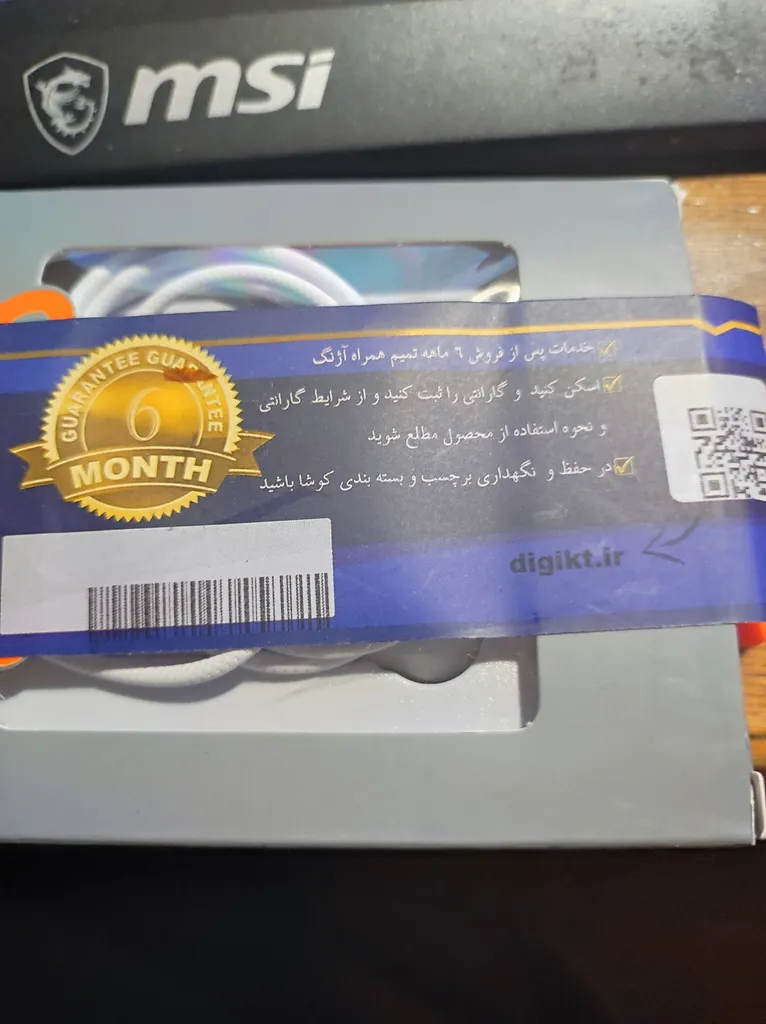 msi
GUARANTEE GUARANTEE
6
MONTH
خدمات پس از فروش ٦ ماهه تمیم همراه آژنگ
اسکن کنید و گارانتی را ثبت کنید و از شرایط گارانتی
و نحوه استفاده از محصول مطلع شوید
در حفظ و نگهداری برچسب و بسته بندی کوشا باشید
digikt.ir